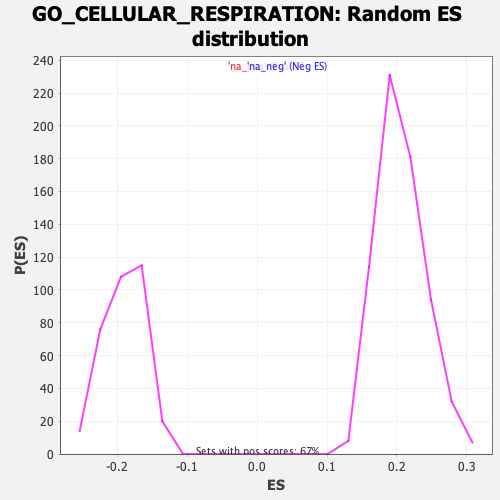 GO_CELLULAR_RESPIRATION: Random ES
distribution
'na_'na_neg' (Neg ES)
240
220
200
180
160
140
120
100
80
60
40
20
0
P(ES)
Sets with pos scores: 67%
-0.2 -0.1 0.0 0.1 0.2 0.3
ES